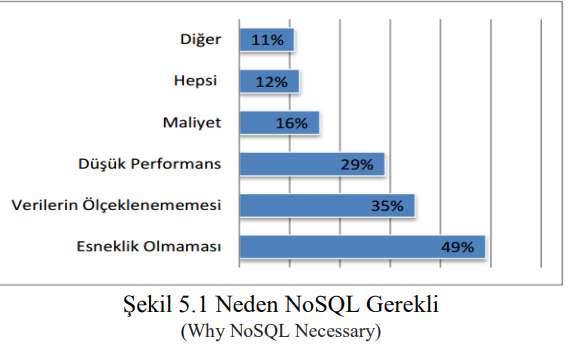 Diğer 11%
Hepsi 12%
Maliyet 16%
Düşük Performans 29%
Verilerin Ölçeklenememesi 35%
Esneklik Olmaması 49%
Şekil 5.1 Neden NoSQL Gerekli
(Why NoSQL Necessary)